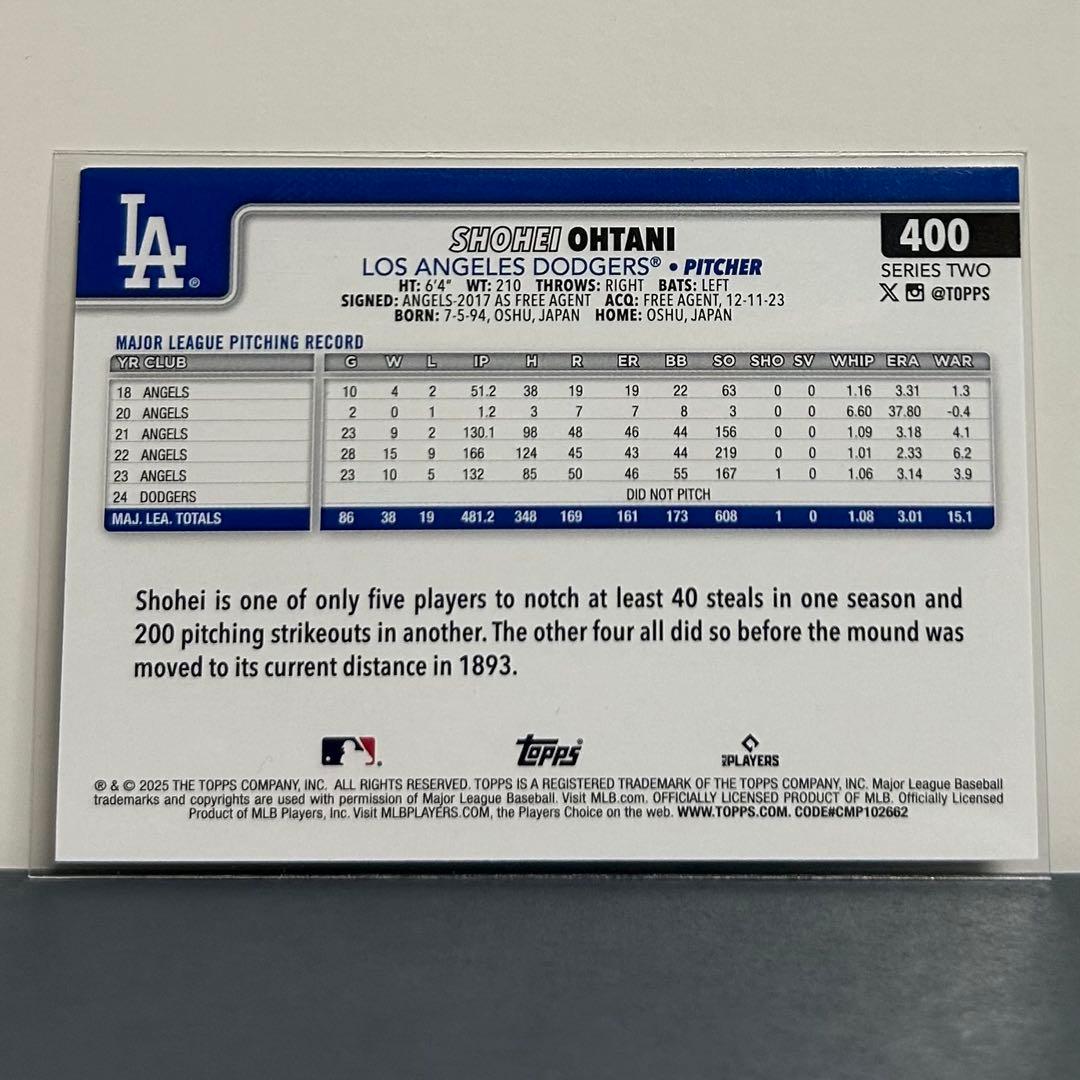 LA®
SHOHEI OHTANI
400
LOS ANGELES DODGERS® • PITCHER
SERIES TWO
HT: 6'4" WT: 210 THROWS: RIGHT BATS: LEFT
@TOPPS
SIGNED: ANGELS-2017 AS FREE AGENT ACQ: FREE AGENT, 12-11-23
BORN: 7-5-94, OSHU, JAPAN HOME: OSHU, JAPAN
MAJOR LEAGUE PITCHING RECORD
YR CLUB G W L IP H R ER BB SO SHO SV WHIP ERA WAR
18 ANGELS 10 4 2 51.2 38 19 19 22 63 0 0 1.16 3.31 1.3
20 ANGELS 2 0 1 1.2 3 7 7 8 3 0 0 6.60 37.80 -0.4
21 ANGELS 23 9 2 130.1 98 48 46 44 156 0 0 1.09 3.18 4.1
22 ANGELS 28 15 9 166 124 45 43 44 219 0 0 1.01 2.33 6.2
23 ANGELS 23 10 5 132 85 50 46 55 167 1 0 1.06 3.14 3.9
24 DODGERS DID NOT PITCH
MAJ. LEA. TOTALS 86 38 19 481.2 348 169 161 173 608 1 0 1.08 3.01 15.1
Shohei is one of only five players to notch at least 40 steals in one season and
200 pitching strikeouts in another. The other four all did so before the mound was
moved to its current distance in 1893.
Topps® MLBPLAYERS
® & © 2025 THE TOPPS COMPANY, INC. ALL RIGHTS RESERVED. TOPPS IS A REGISTERED TRADEMARK OF THE TOPPS COMPANY, INC. Major League Baseball
trademarks and copyrights are used with permission of Major League Baseball. Visit MLB.com. OFFICIALLY LICENSED PRODUCT OF MLB. Officially Licensed
Product of MLB Players, Inc. Visit MLBPLAYERS.COM, the Players Choice on the web. WWW.TOPPS.COM. CODE#CMP102662